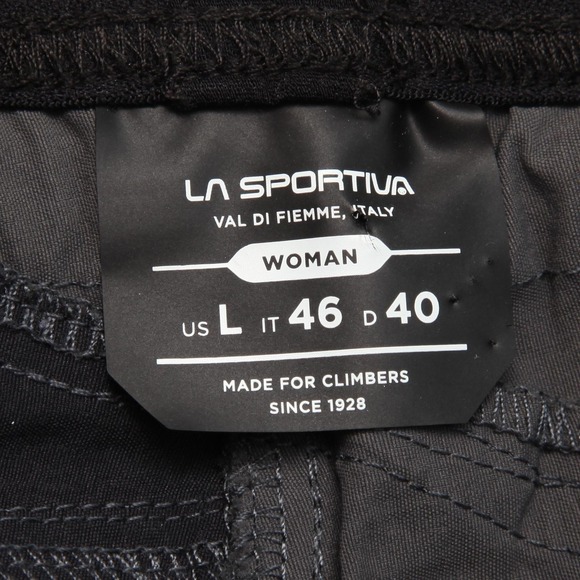 LA SPORTIVA
VAL DI FIEMME, ITALY
WOMAN
US L IT 46 D 40
MADE FOR CLIMBERS
SINCE 1928